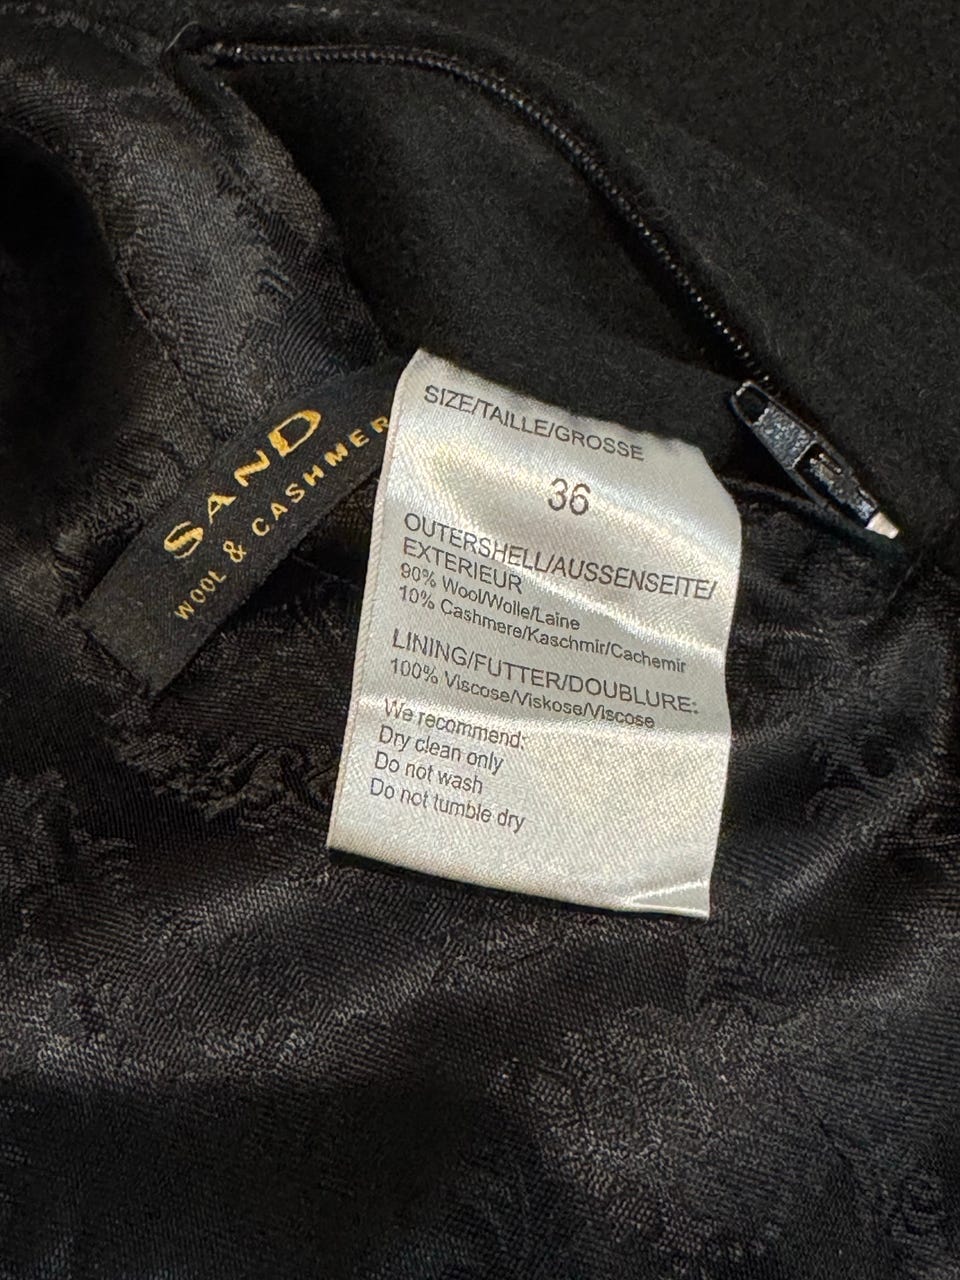 SAND
WOOL & CASHMER
SIZE/TAILLE/GROSSE
36
OUTERSHELL/AUSSENSEITE/
EXTERIEUR
90% Wool/Wolle/Laine
10% Cashmere/Kaschmir/Cachemir
LINING/FUTTER/DOUBLURE:
100% Viscose/Viskose/Viscose
We recommend:
Dry clean only
Do not wash
Do not tumble dry